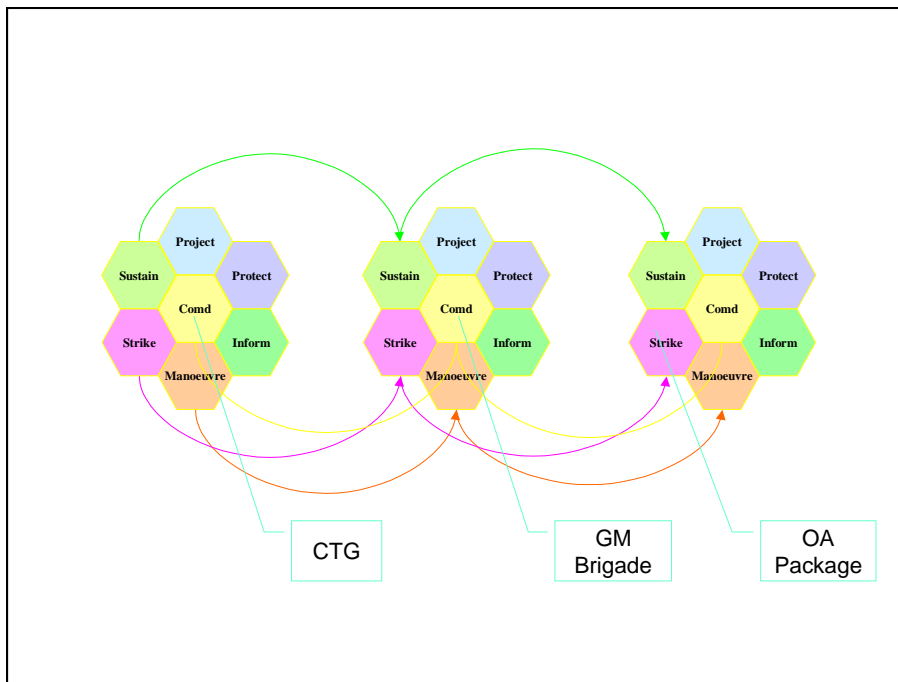 Project
Sustain
Protect
Comd
Strike
Inform
Manoeuvre
Project
Sustain
Protect
Comd
Strike
Inform
Manoeuvre
Project
Sustain
Protect
Comd
Strike
Inform
Manoeuvre
CTG
GM
Brigade
OA
Package